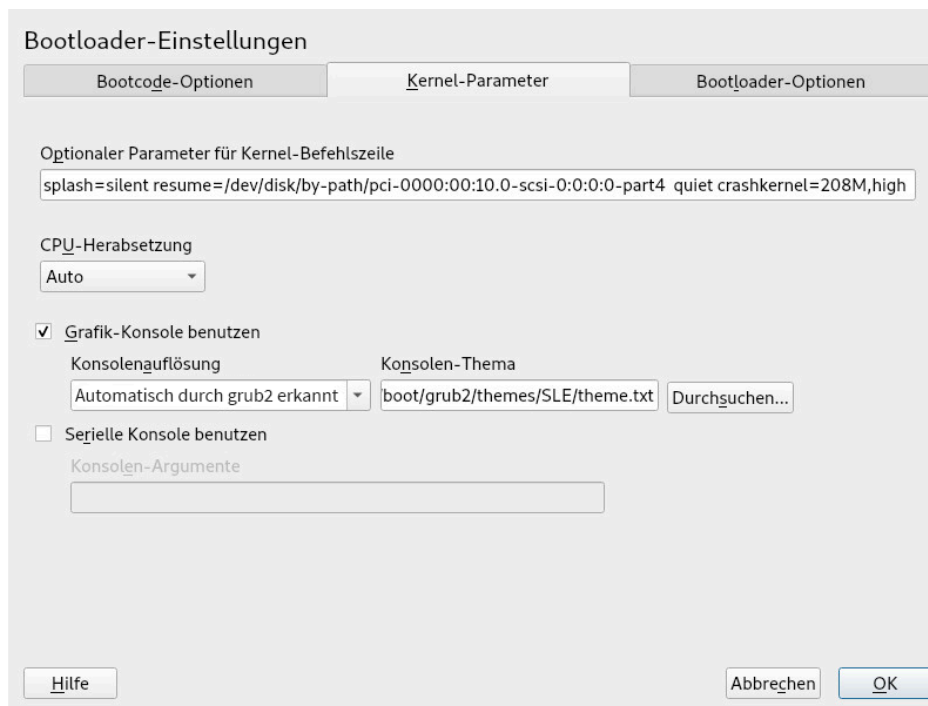 Bootloader-Einstellungen
Bootcode-Optionen Kernel-Parameter Bootloader-Optionen
Optionaler Parameter für Kernel-Befehlszeile
splash=silent resume=/dev/disk/by-path/pci-0000:00:10.0-scsi-0:0:0:0-part4  quiet crashkernel=208M,high
CPU-Herabsetzung
Auto
Grafik-Konsole benutzen
Konsolenauflösung Konsolen-Thema
Automatisch durch grub2 erkannt /boot/grub2/themes/SLE/theme.txt Durchsuchen...
Serielle Konsole benutzen
Konsolen-Argumente
Hilfe Abbrechen OK